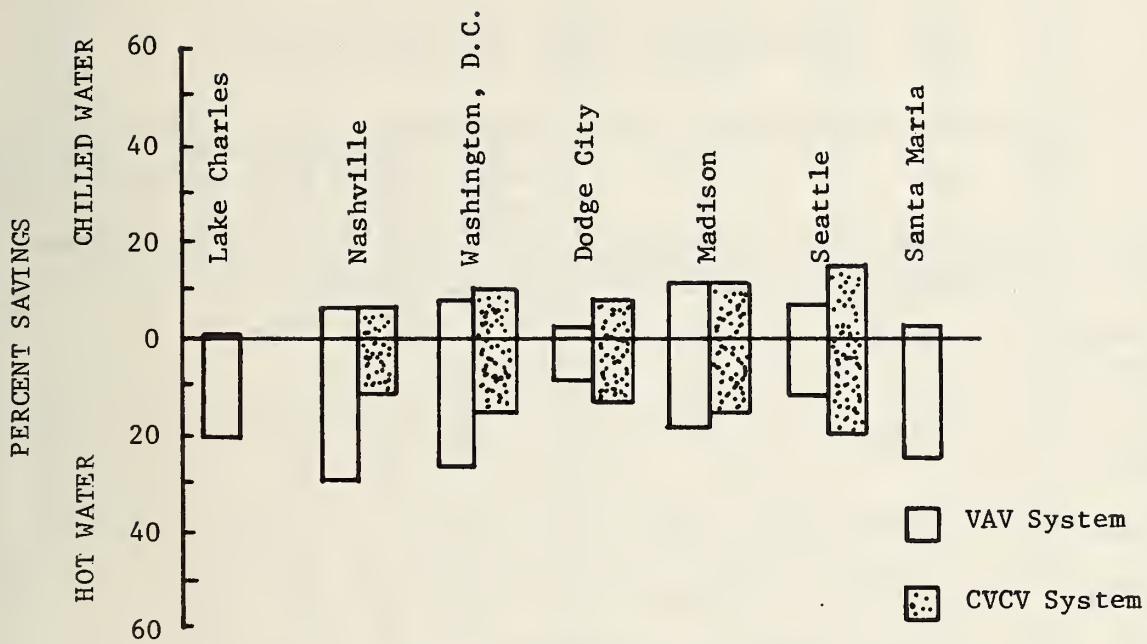 PERCENT SAVINGS
CHILLED WATER
HOT WATER
60
40
20
0
20
40
60
Lake Charles
Nashville
Washington, D.C.
Dodge City
Madison
Seattle
Santa Maria
VAV System
CVCV System